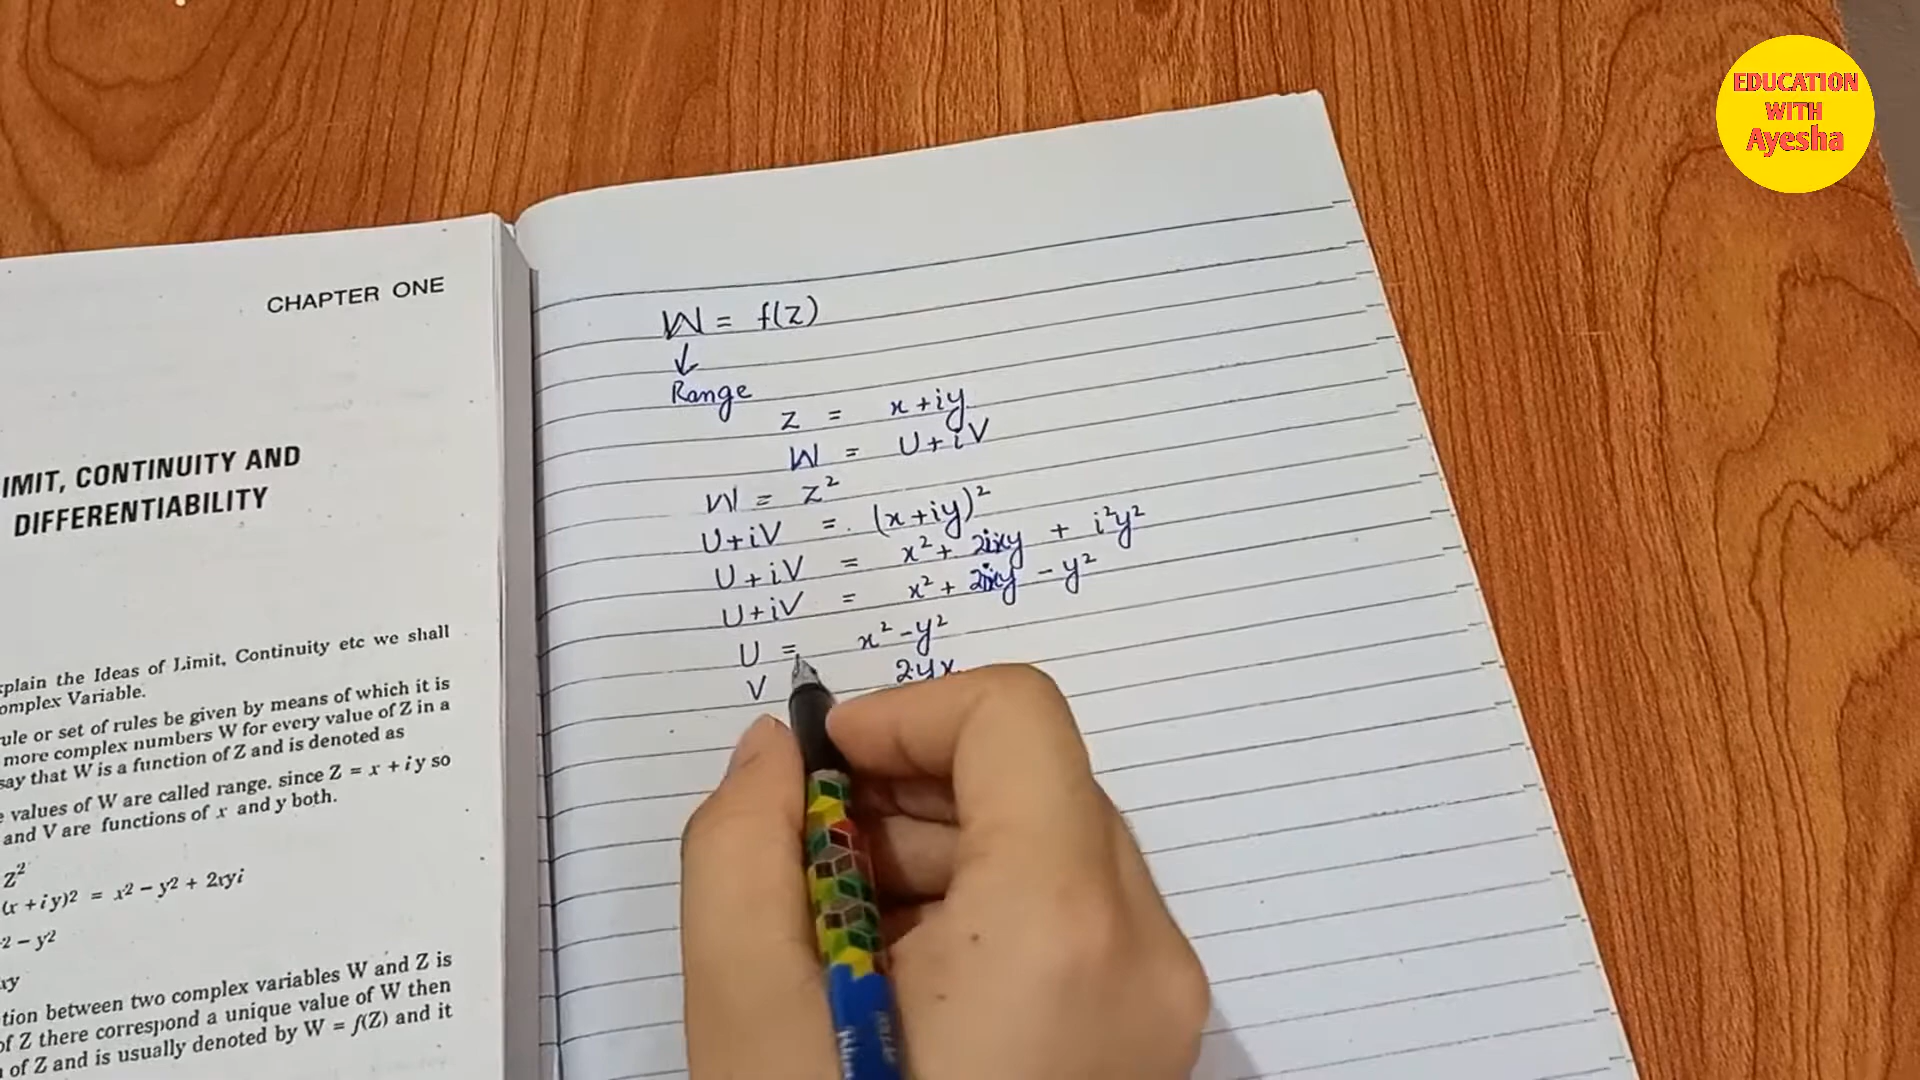 EDUCATION
WITH
Ayesha
CHAPTER ONE
IMIT, CONTINUITY AND
DIFFERENTIABILITY
plain the Ideas of Limit, Continuity etc we shall
omplex Variable.
ule or set of rules be given by means of which it is
more complex numbers W for every value of Z in a
say that W is a function of Z and is denoted as
values of W are called range. since Z = x + iy so
and V are functions of x and y both.
z²
(x + iy)2 = x2 − y2 + 2xyi
2 − y2
xy
tion between two complex variables W and Z is
of Z there correspond a unique value of W then
of Z and is usually denoted by W = f(Z) and it
W = f(z)
↓
Range
z = x+iy
W = U+iV
W = z²
U+iV = (x+iy)²
U+iV = x² + 2ixy + i²y²
U+iV = x² + 2ixy - y²
U = x² - y²
V 2yx